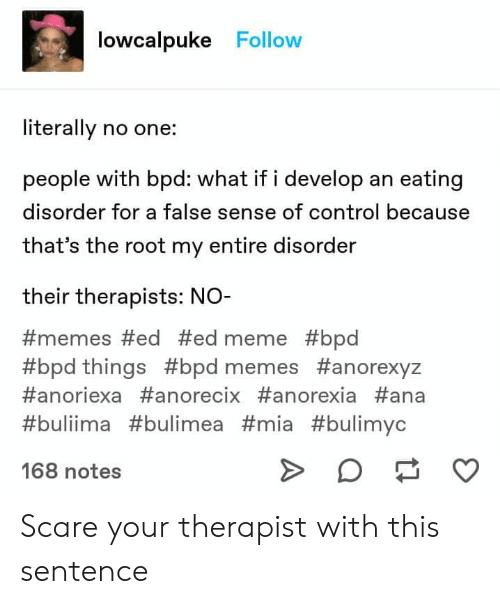 lowcalpuke Follow
literally no one:
people with bpd: what if i develop an eating
disorder for a false sense of control because
that's the root my entire disorder
their therapists: NO-
#memes #ed #ed meme #bpd
#bpd things #bpd memes #anorexyz
#anoriexa #anorecix #anorexia #ana
#buliima #bulimea #mia #bulimyc
168 notes
Scare your therapist with this
sentence